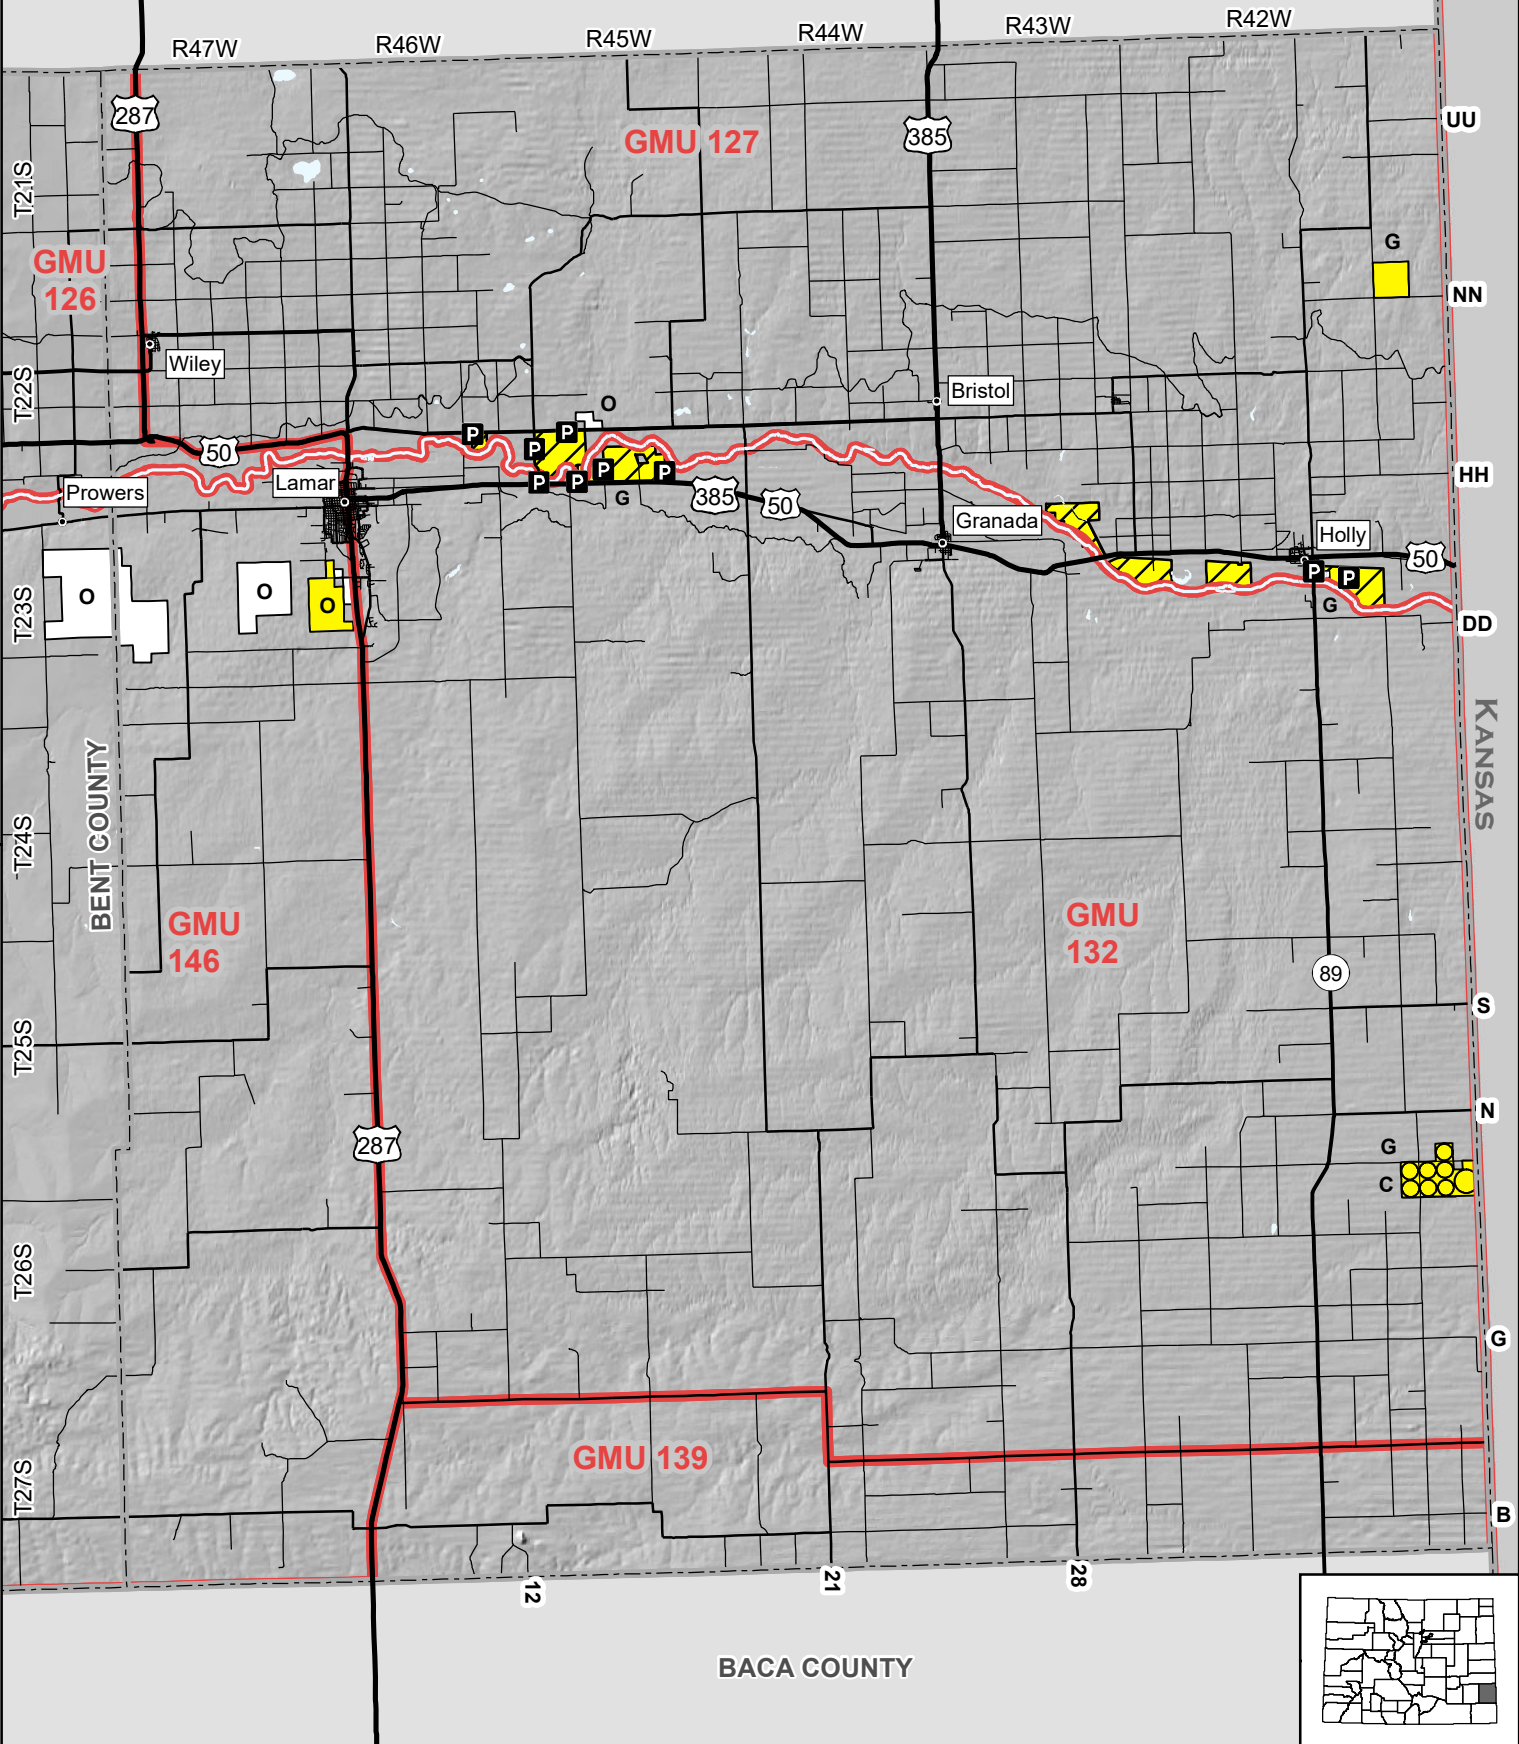 R47W
R46W
R45W
R44W
R43W
R42W
287
385
UU
GMU 127
T21S
G
GMU
126
NN
Wiley
T22S
Bristol
O
P
P
P
50
HH
Lamar
Prowers
P
P
P
P
G
385
50
Granada
Holly
50
O
O
O
P
P
G
T23S
DD
KANSAS
BENT COUNTY
T24S
GMU
146
GMU
132
89
S
T25S
N
287
G
C
T26S
G
GMU 139
T27S
B
12
21
28
BACA COUNTY